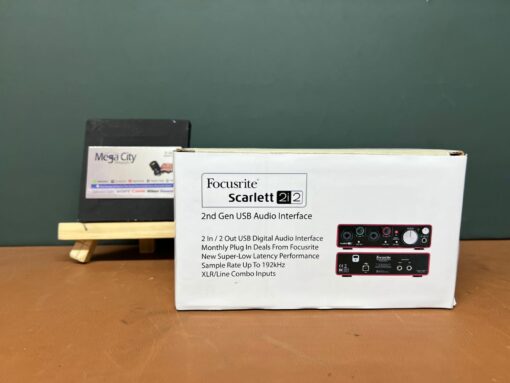 Mega City
Focusrite
Scarlett 2i2
2nd Gen USB Audio Interface
2 In / 2 Out USB Digital Audio Interface
Monthly Plug In Deals From Focusrite
New Super-Low Latency Performance
Sample Rate Up To 192kHz
XLR/Line Combo Inputs